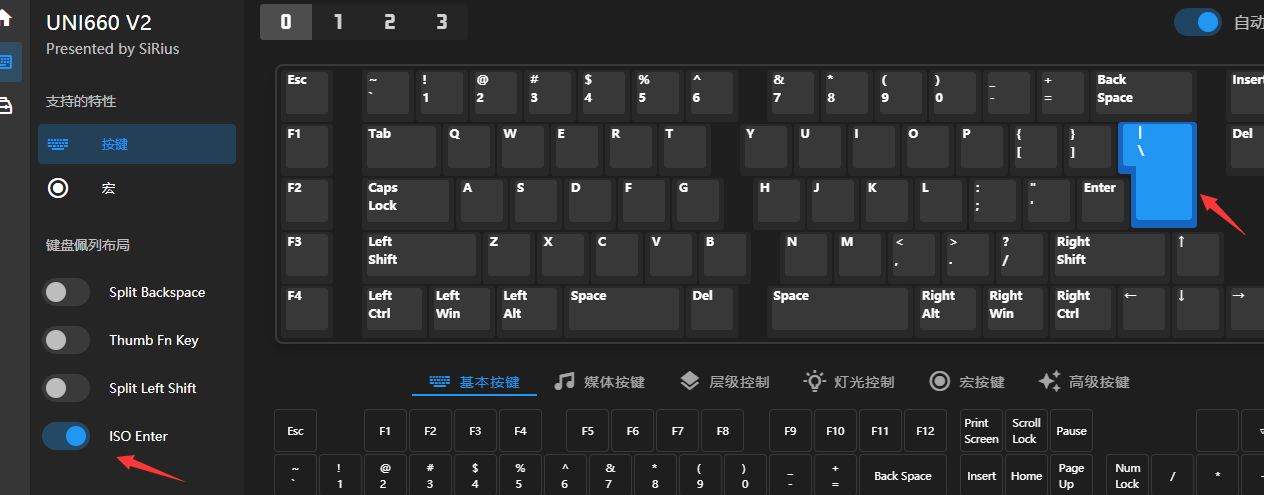 UNI660 V2
Presented by SiRius
支持的特性
按键
宏
键盘佩列布局
Split Backspace
Thumb Fn Key
Split Left Shift
ISO Enter
0 1 2 3
自动
Esc ~ ` ! 1 @ 2 # 3 $ 4 % 5 ^ 6 & 7 * 8 ( 9 ) 0 _ - + = Back Space Insert
F1 Tab Q W E R T Y U I O P { [ } ] | \ Del
F2 Caps Lock A S D F G H J K L : ; " ' Enter
F3 Left Shift Z X C V B N M < , > . ? / Right Shift ↑
F4 Left Ctrl Left Win Left Alt Space Del Space Right Alt Right Win Right Ctrl ← ↓ →
基本按键 媒体按键 层级控制 灯光控制 宏按键 高级按键
Esc F1 F2 F3 F4 F5 F6 F7 F8 F9 F10 F11 F12 Print Screen Scroll Lock Pause
~ ` ! 1 @ 2 # 3 $ 4 % 5 ^ 6 & 7 * 8 ( 9 ) 0 _ - + = Back Space Insert Home Page Up Num Lock / *